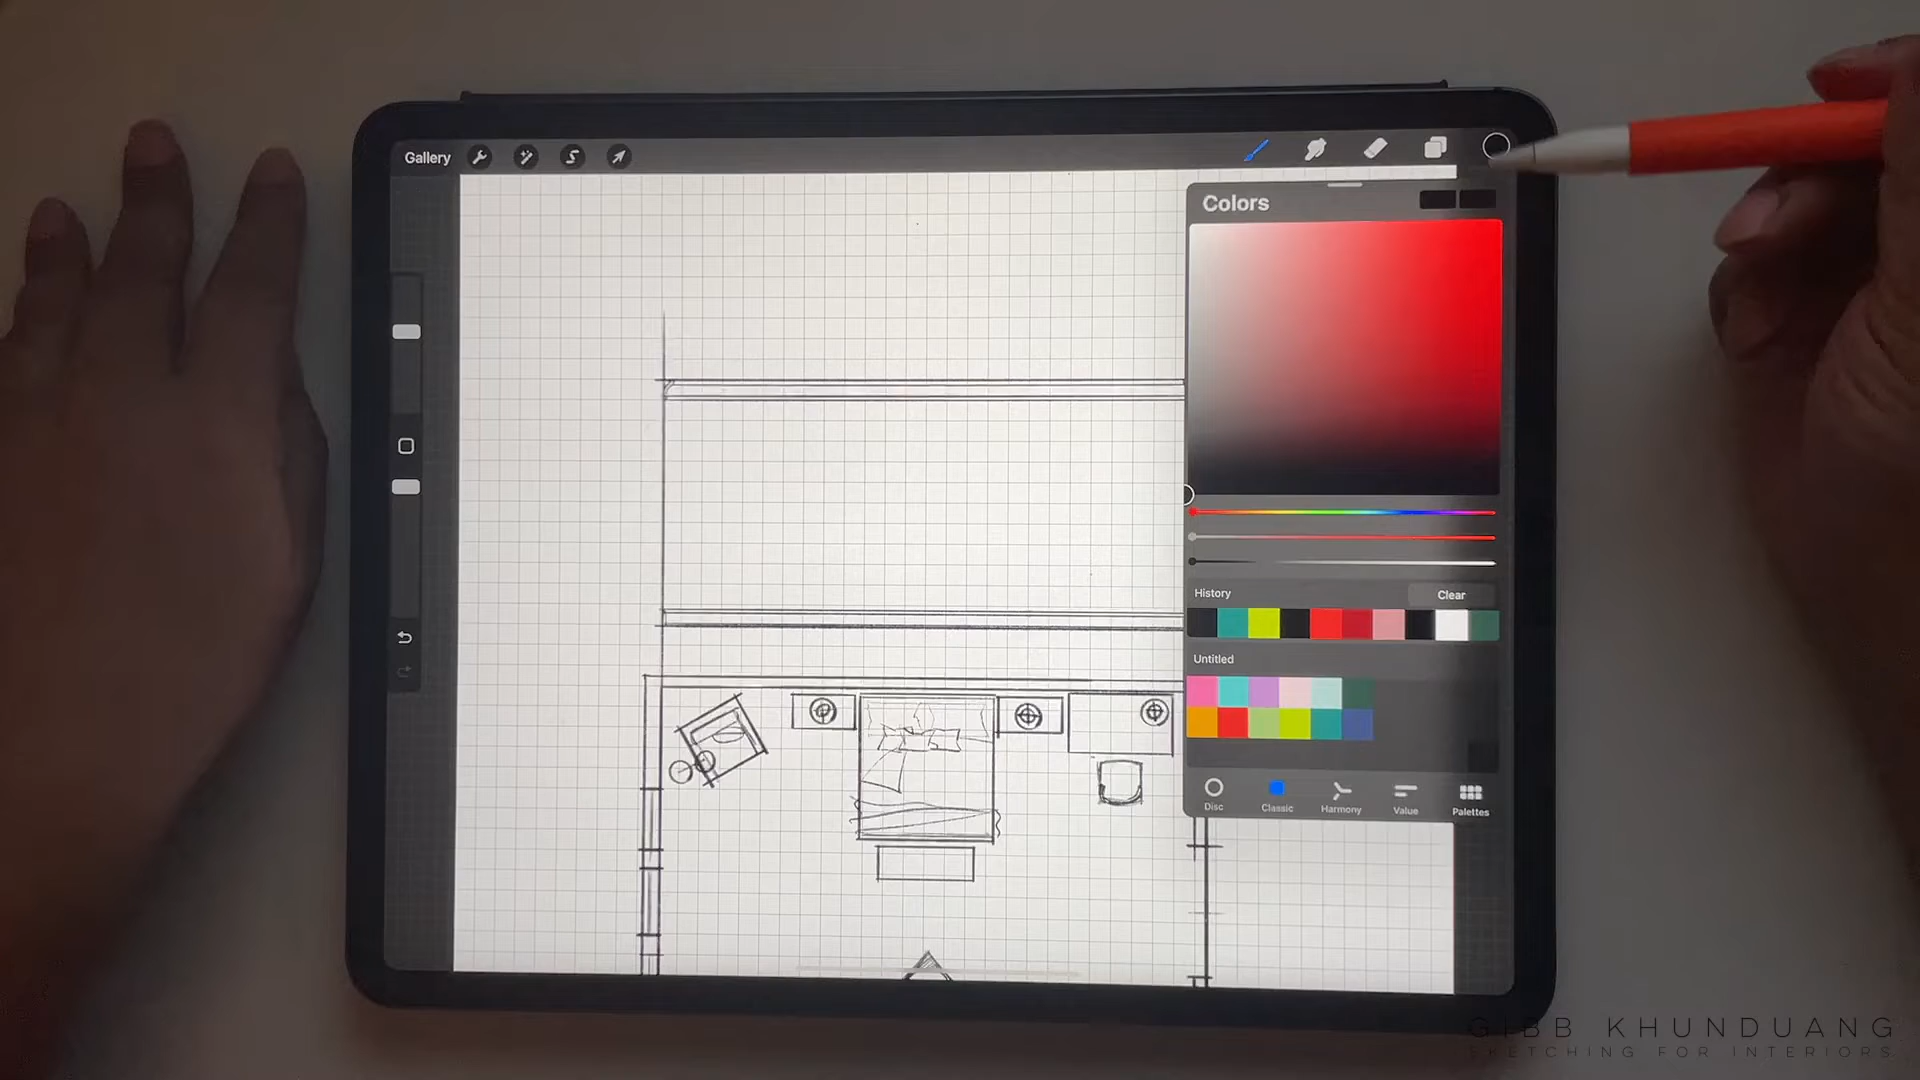 Gallery
Colors
History
Clear
Untitled
Disc
Classic
Harmony
Value
Palettes
GIBB KHUNDUANG
SKETCHING FOR INTERIORS